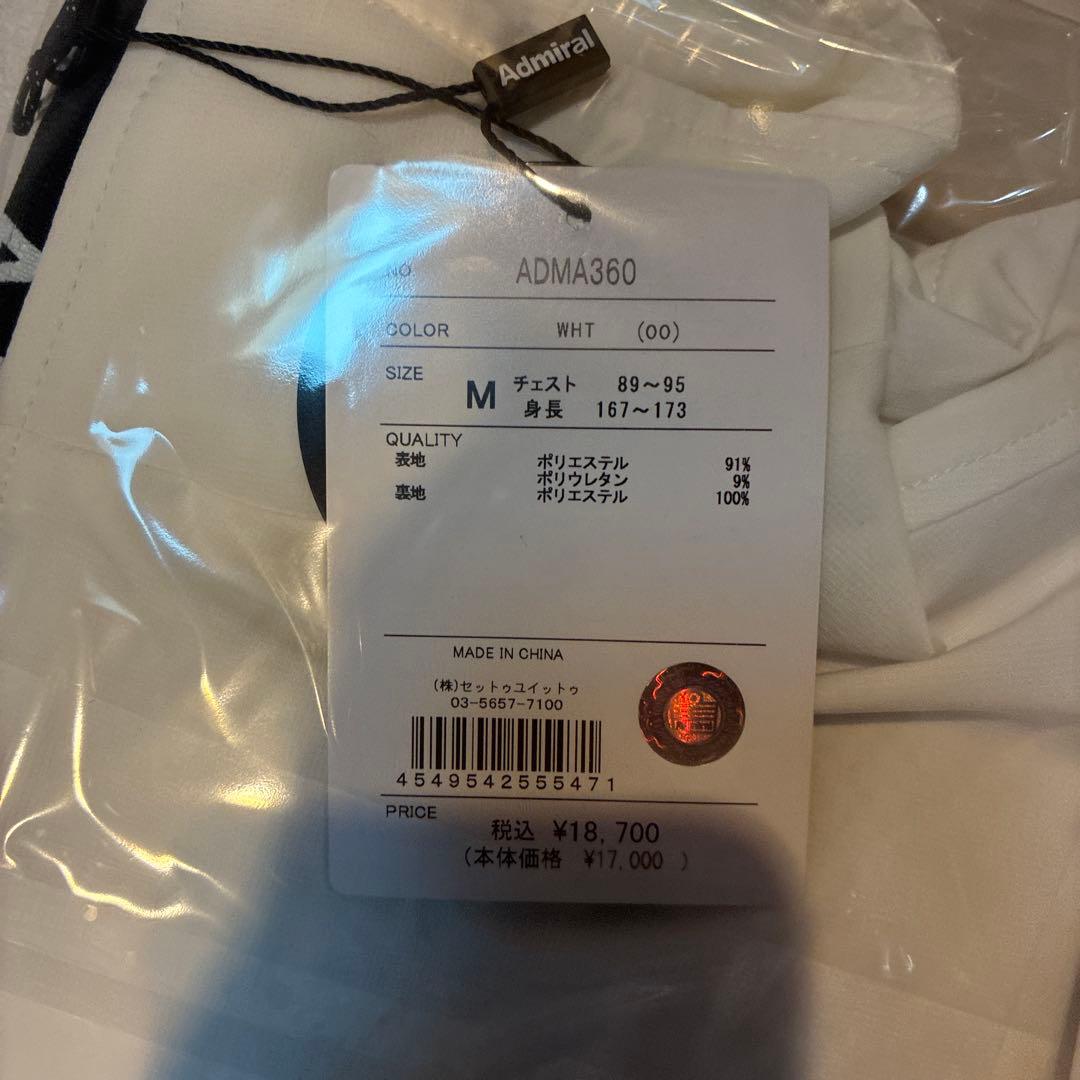 Admiral
NO. ADMA360
COLOR WHT (00)
SIZE M チェスト 89～95
身長 167～173
QUALITY
表地 ポリエステル 91%
ポリウレタン 9%
裏地 ポリエステル 100%
MADE IN CHINA
(株)セットゥユイットゥ
03-5657-7100
4549542555471
PRICE
税込 ¥18,700
(本体価格 ¥17,000 )